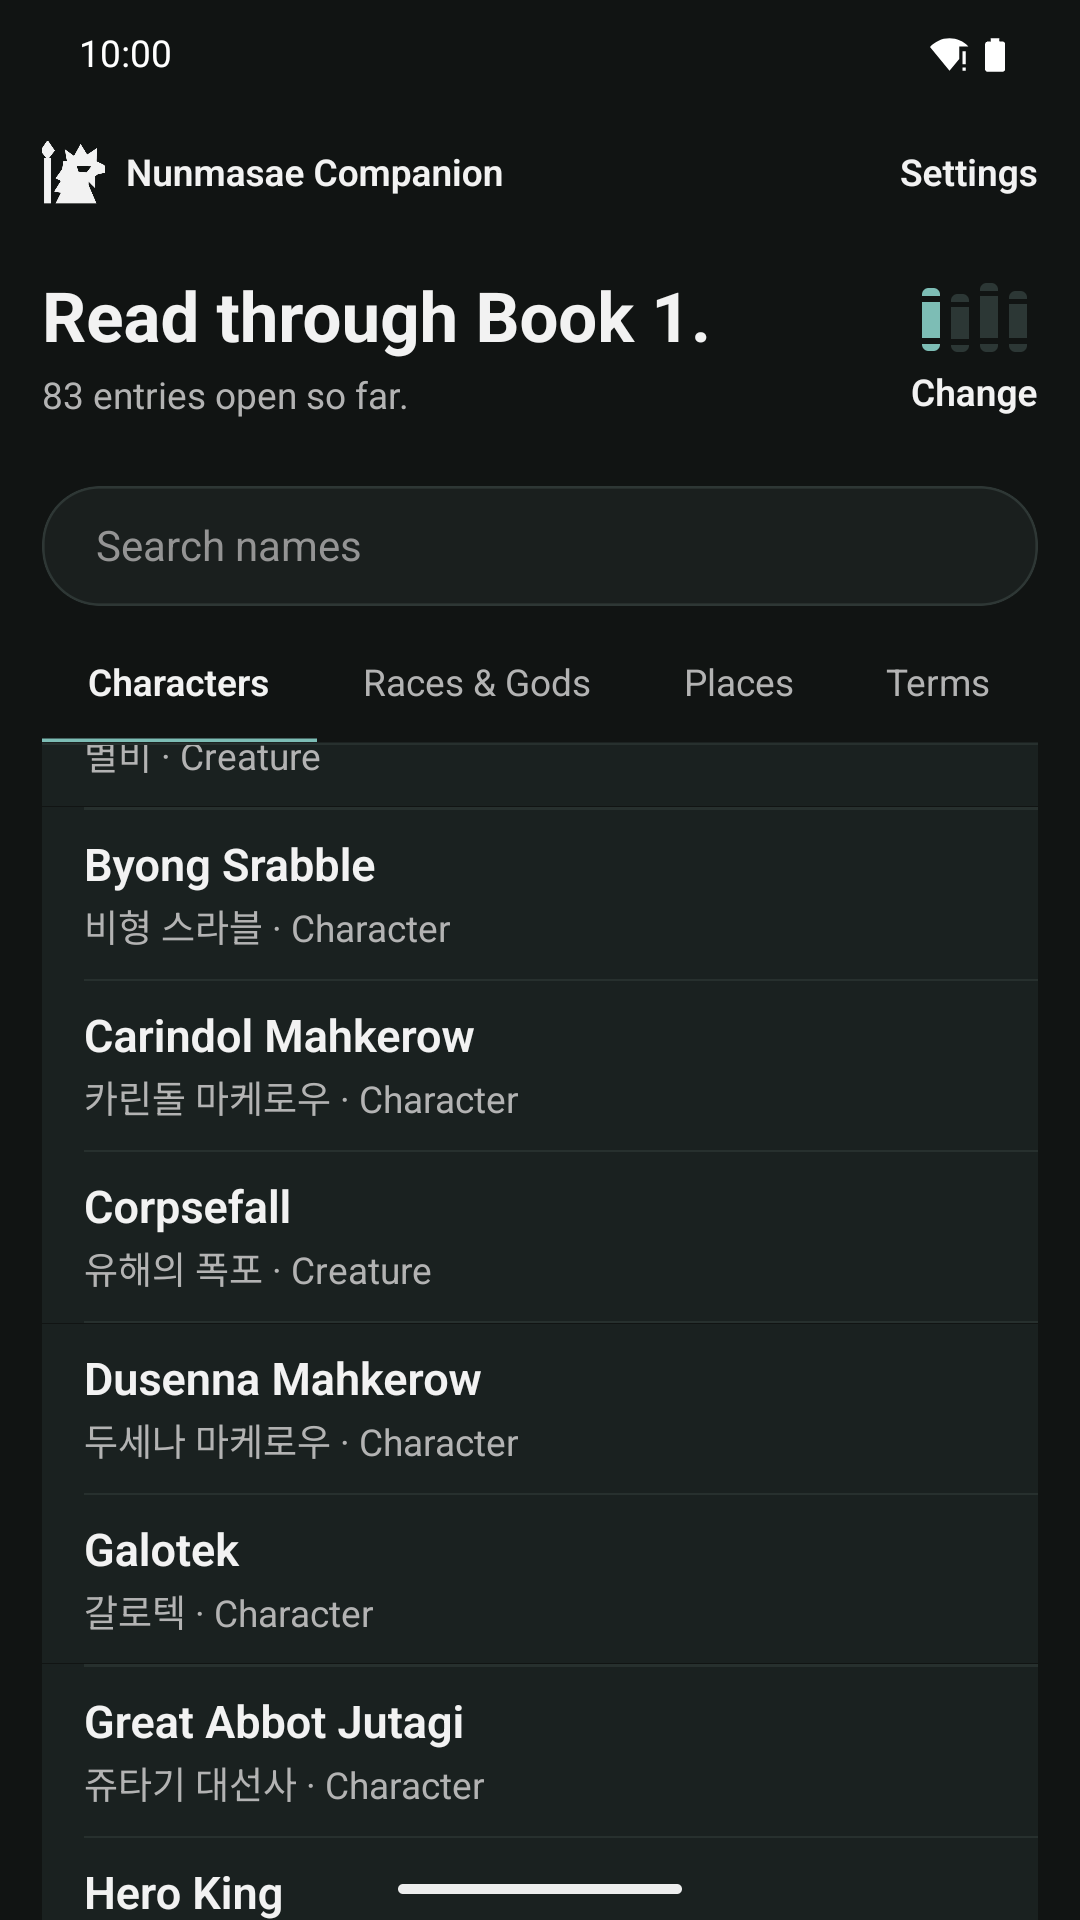 10:00
Nunmasae Companion
Settings
Read through Book 1.
83 entries open so far.
Change
Search names
Characters
Races & Gods
Places
Terms
별비 · Creature
Byong Srabble
비형 스라블 · Character
Carindol Mahkerow
카린돌 마케로우 · Character
Corpsefall
유해의 폭포 · Creature
Dusenna Mahkerow
두세나 마케로우 · Character
Galotek
갈로텍 · Character
Great Abbot Jutagi
쥬타기 대선사 · Character
Hero King